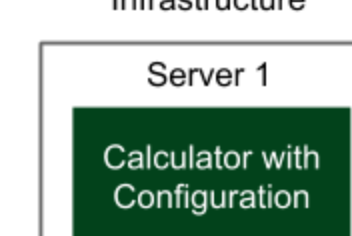 Infrastructure
Server 1
Calculator with
Configuration